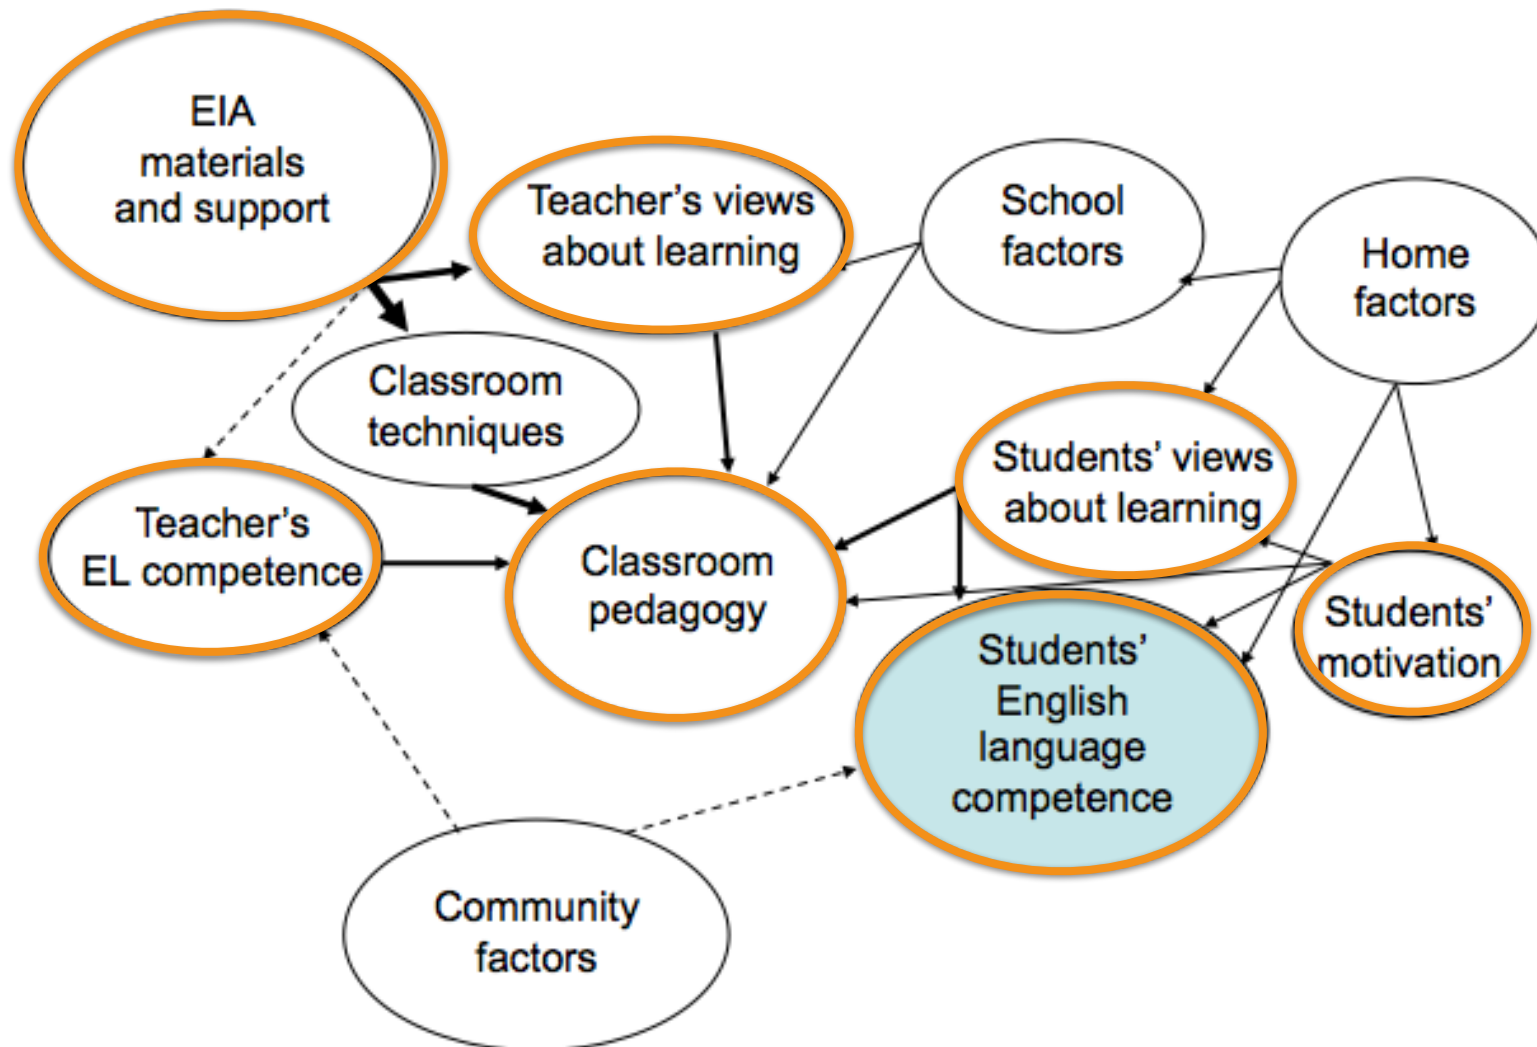 EIA
materials
and support
Teacher’s views
about learning
School
factors
Home
factors
Classroom
techniques
Students’ views
about learning
Teacher’s
EL competence
Classroom
pedagogy
Students’
motivation
Students’
English
language
competence
Community
factors